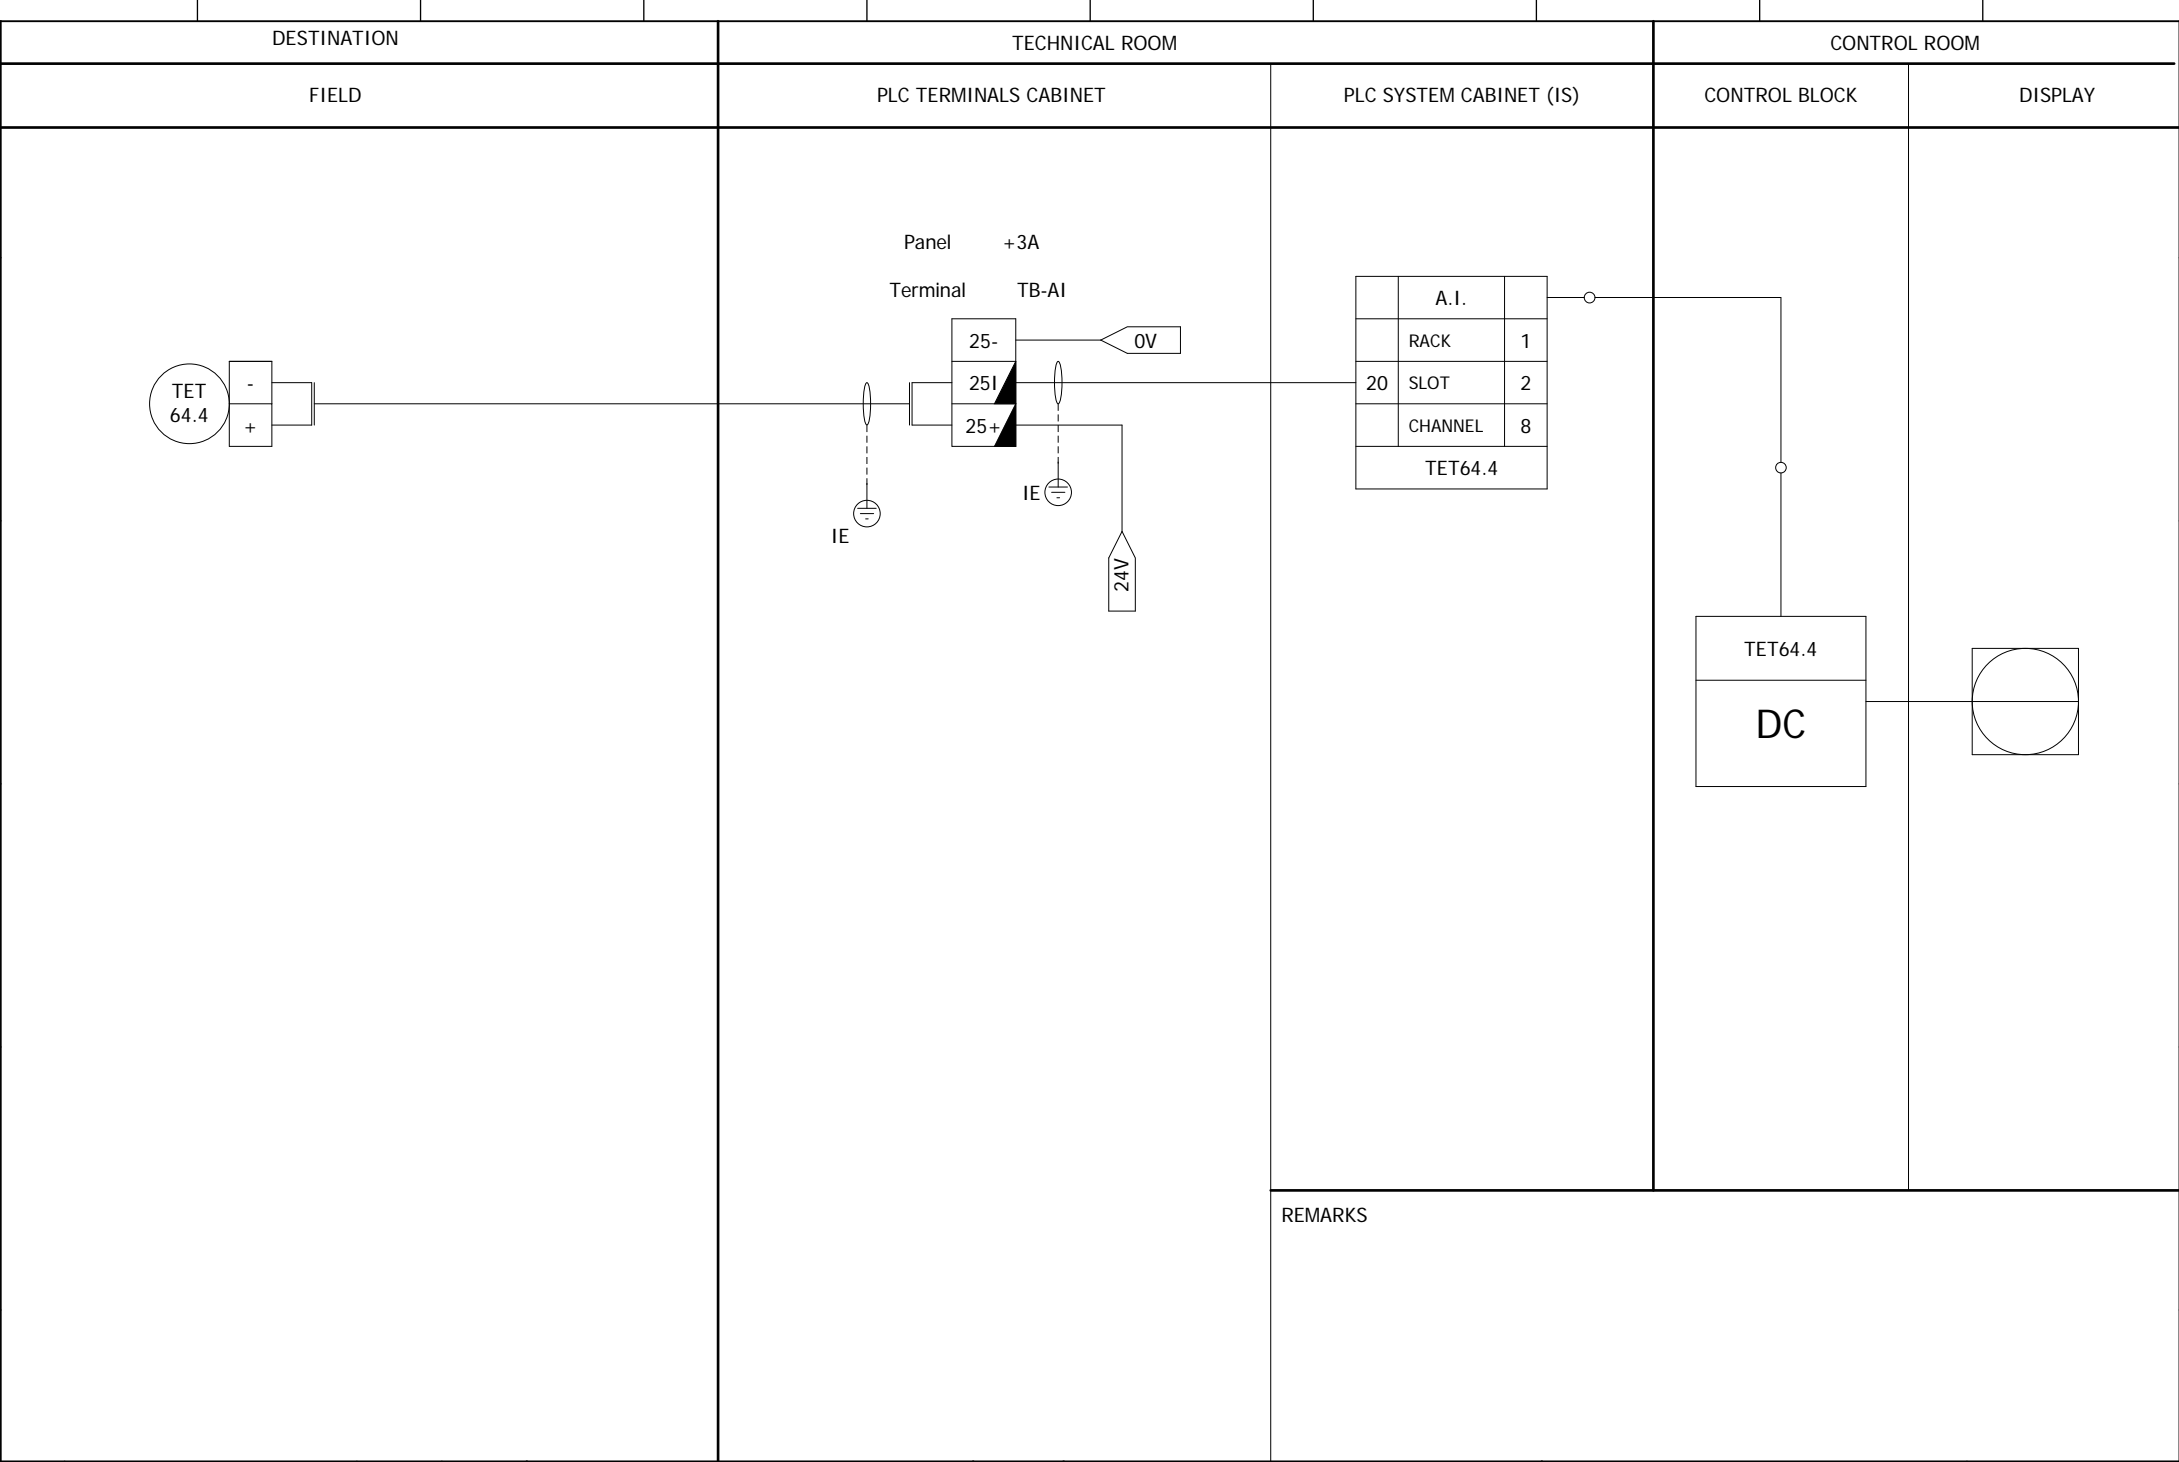 DESTINATION
TECHNICAL ROOM
CONTROL ROOM
FIELD
PLC TERMINALS CABINET
PLC SYSTEM CABINET (IS)
CONTROL BLOCK
DISPLAY
Panel +3A
Terminal TB-AI
TET
64.4
-
+
25-
25I
25+
0V
IE
IE
24V
A.I.
RACK 1
20 SLOT 2
CHANNEL 8
TET64.4
TET64.4
DC
REMARKS